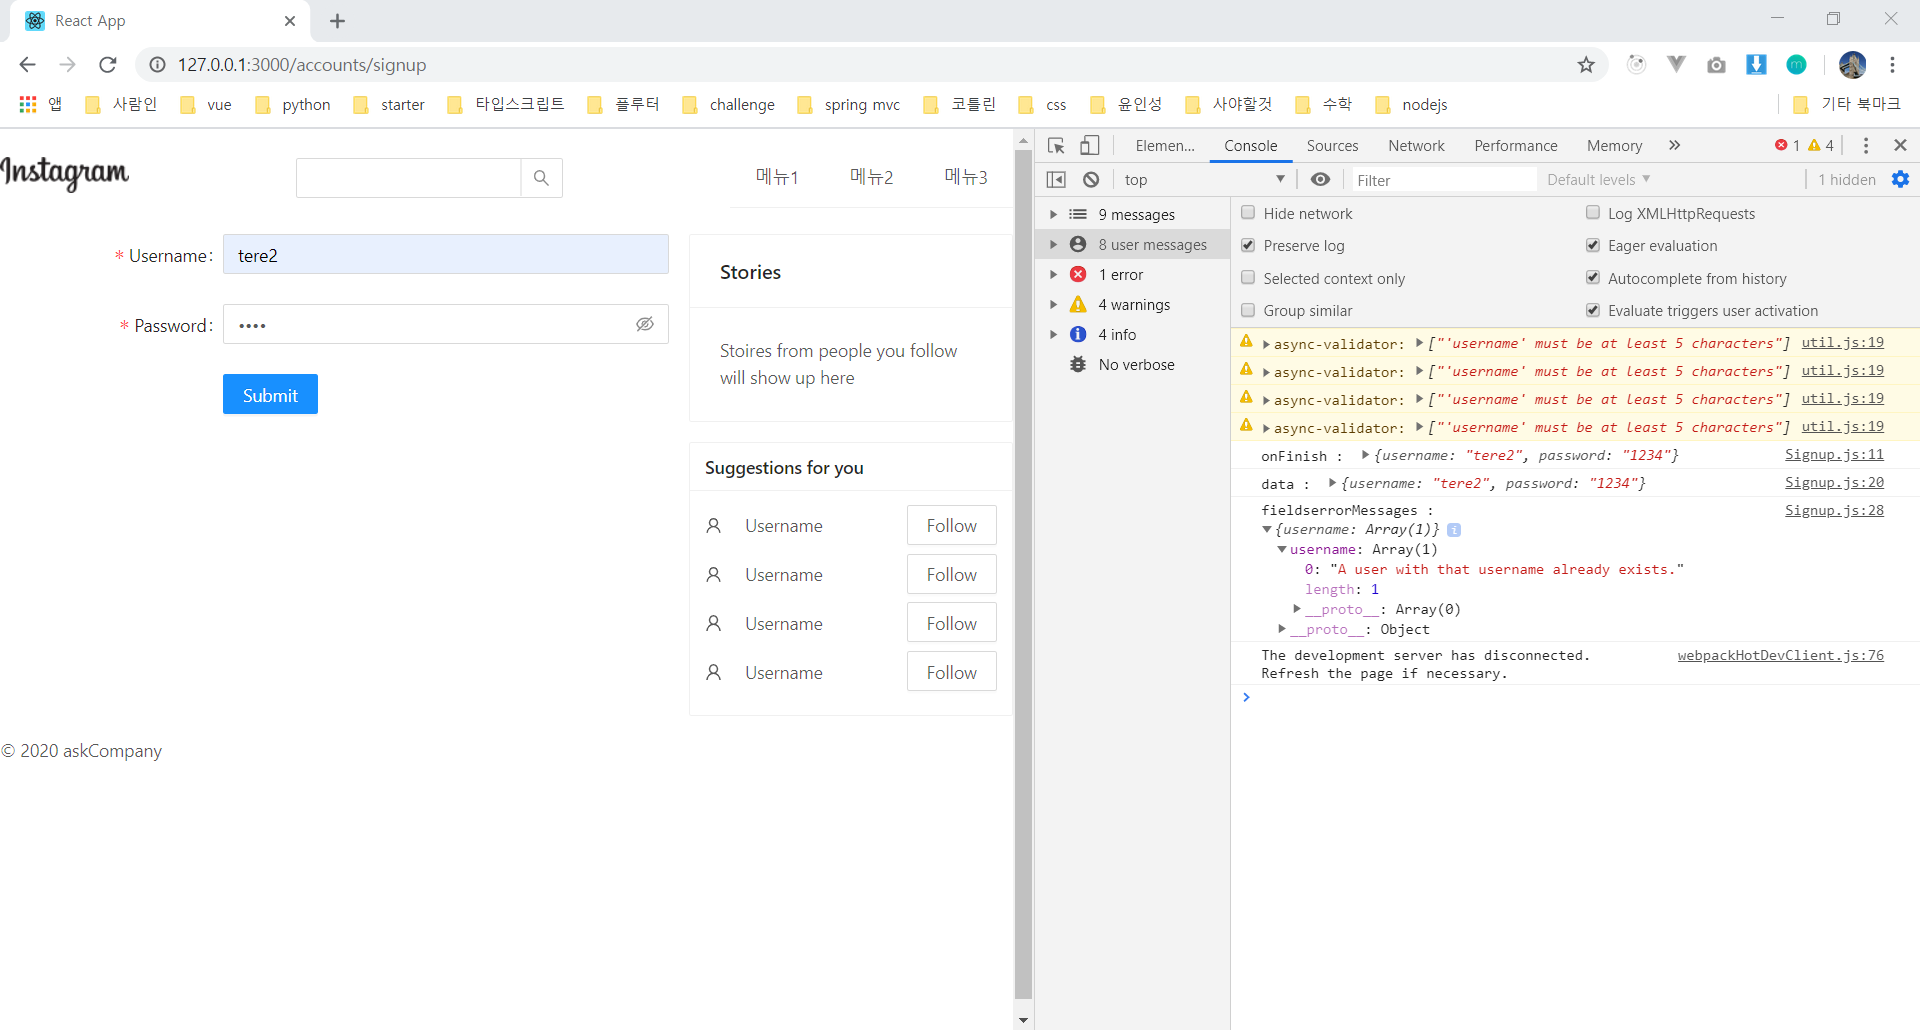 React App
127.0.0.1:3000/accounts/signup
앱 사람인 vue python starter 타입스크립트 플루터 challenge spring mvc 코틀린 css 윤인성 사야할것 수학 nodejs 기타 북마크
Instagram
메뉴1 메뉴2 메뉴3
* Username:
tere2
* Password:
••••
Submit
Stories
Stoires from people you follow
will show up here
Suggestions for you
Username Follow
Username Follow
Username Follow
Username Follow
© 2020 askCompany
Elemen... Console Sources Network Performance Memory » 1 4
top Filter Default levels ▼ 1 hidden
9 messages
8 user messages
1 error
4 warnings
4 info
No verbose
Hide network Log XMLHttpRequests
Preserve log Eager evaluation
Selected context only Autocomplete from history
Group similar Evaluate triggers user activation
async-validator: ["'username' must be at least 5 characters"] util.js:19
async-validator: ["'username' must be at least 5 characters"] util.js:19
async-validator: ["'username' must be at least 5 characters"] util.js:19
async-validator: ["'username' must be at least 5 characters"] util.js:19
onFinish : {username: "tere2", password: "1234"} Signup.js:11
data : {username: "tere2", password: "1234"} Signup.js:20
fieldserrorMessages : Signup.js:28
{username: Array(1)} i
username: Array(1)
0: "A user with that username already exists."
length: 1
__proto__: Array(0)
__proto__: Object
The development server has disconnected. webpackHotDevClient.js:76
Refresh the page if necessary.